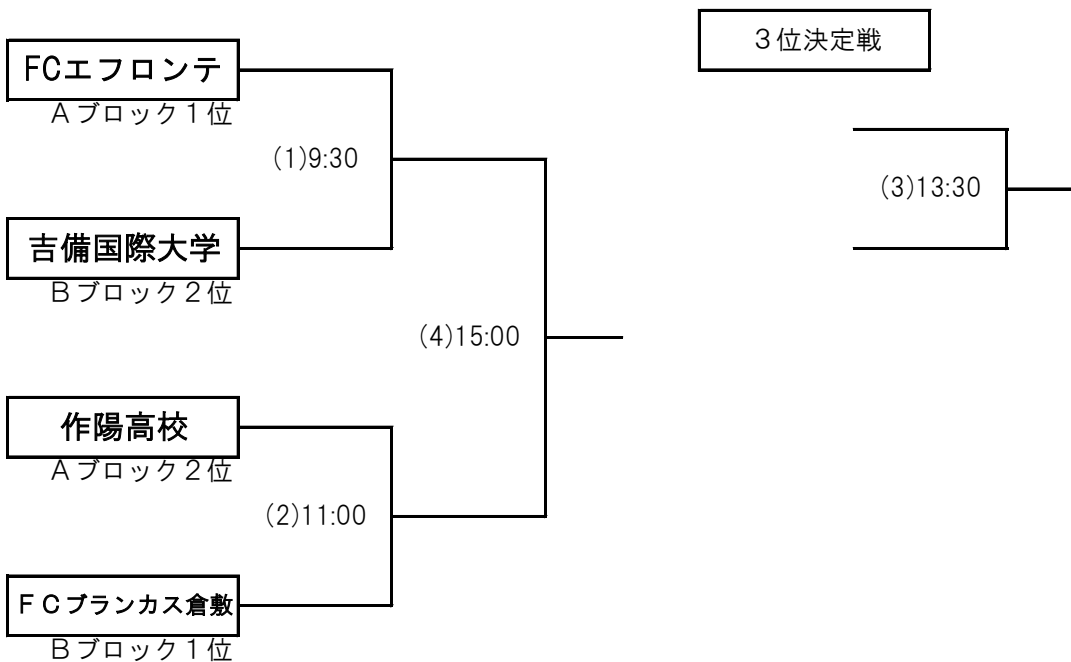 ３位決定戦
FCエフロンテ
Ａブロック１位
(1)9:30
(3)13:30
吉備国際大学
Ｂブロック２位
(4)15:00
作陽高校
Ａブロック２位
(2)11:00
ＦＣブランカス倉敷
Ｂブロック１位